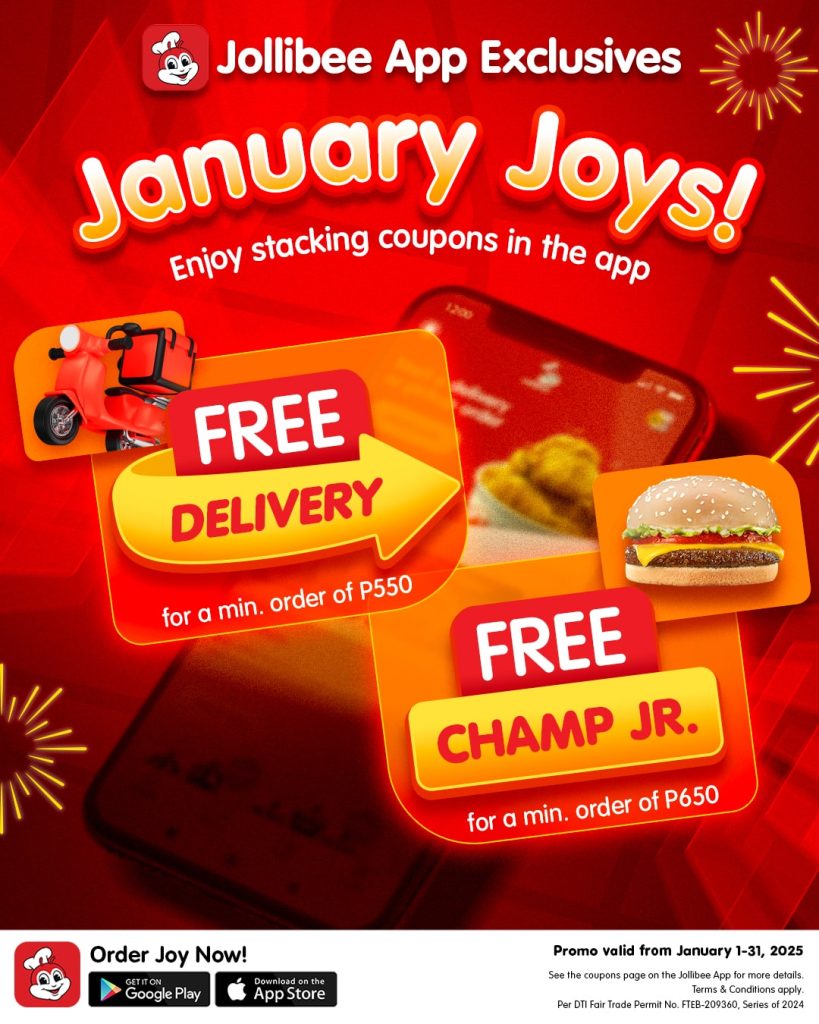 Jollibee App Exclusives
January Joys!
Enjoy stacking coupons in the app
12:00
FREE
DELIVERY
for a min. order of P550
FREE
CHAMP JR.
for a min. order of P650
Order Joy Now!
GET IT ON
Google Play
Download on the
App Store
Promo valid from January 1-31, 2025
See the coupons page on the Jollibee App for more details.
Terms & Conditions apply.
Per DTI Fair Trade Permit No. FTEB-209360, Series of 2024